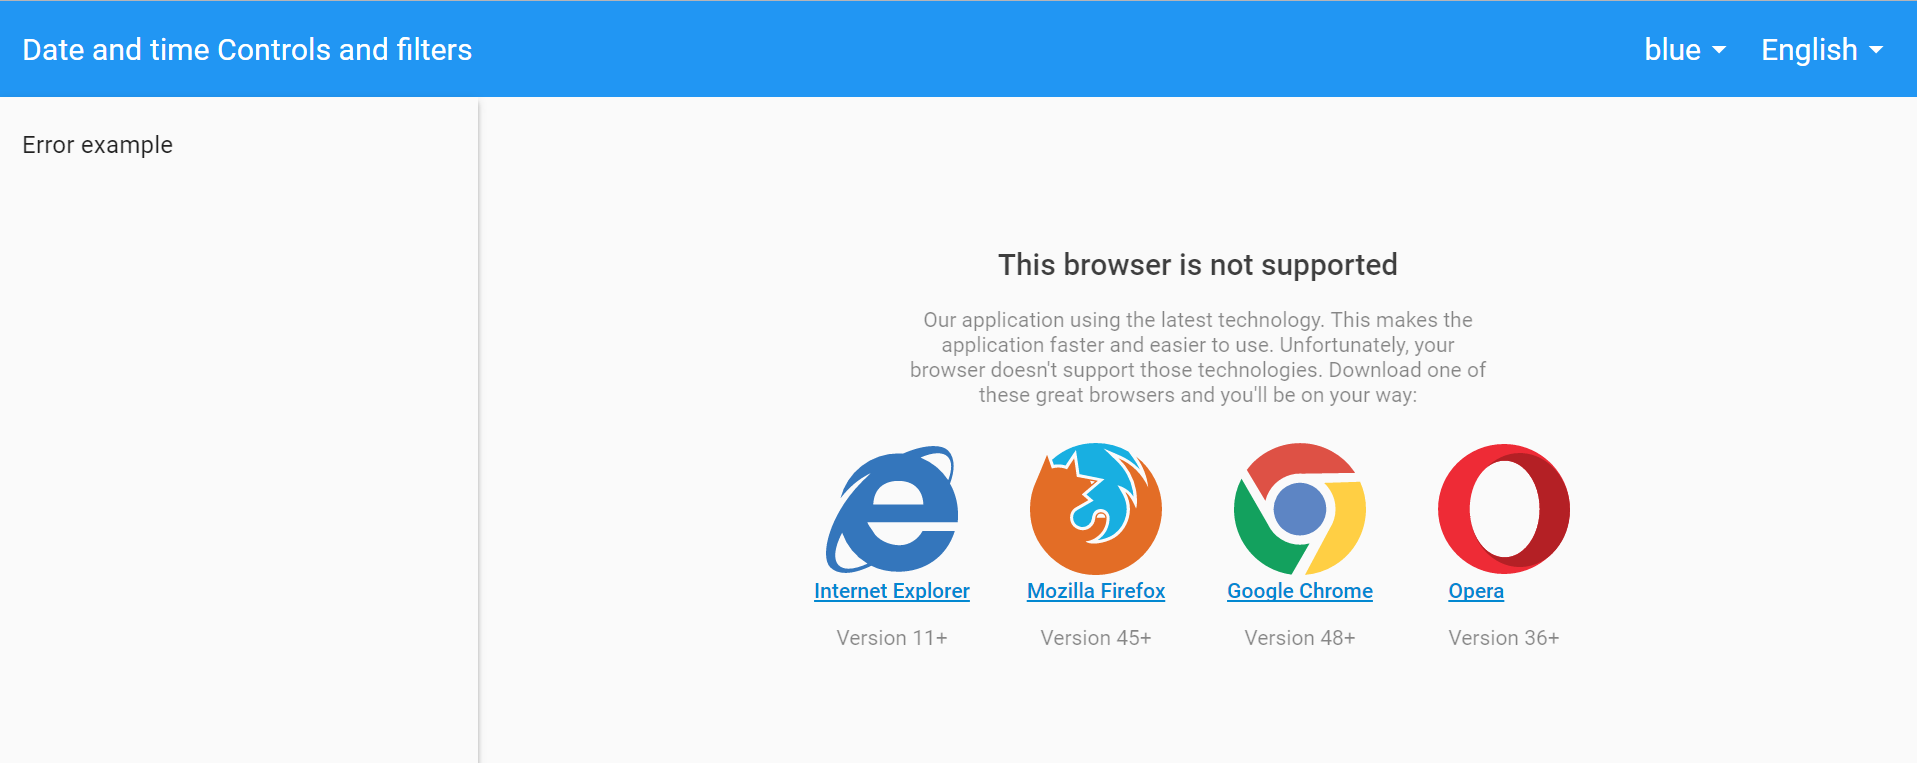 Date and time Controls and filters
blue
English
Error example
This browser is not supported
Our application using the latest technology. This makes the
application faster and easier to use. Unfortunately, your
browser doesn't support those technologies. Download one of
these great browsers and you'll be on your way:
Internet Explorer
Mozilla Firefox
Google Chrome
Opera
Version 11+
Version 45+
Version 48+
Version 36+